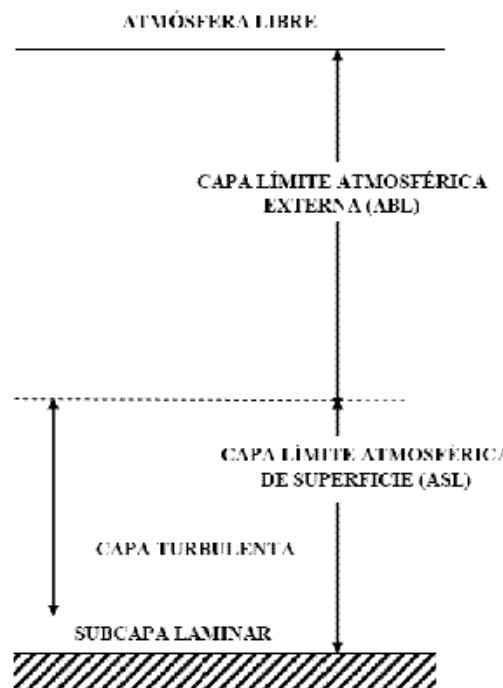 ATMÓSFERA LIBRE
CAPA LÍMITE ATMOSFÉRICA
EXTERNA (ABL)
CAPA LÍMITE ATMOSFÉRICA
DE SUPERFICIE (ASL)
CAPA TURBULENTA
SUBCAPA LAMINAR